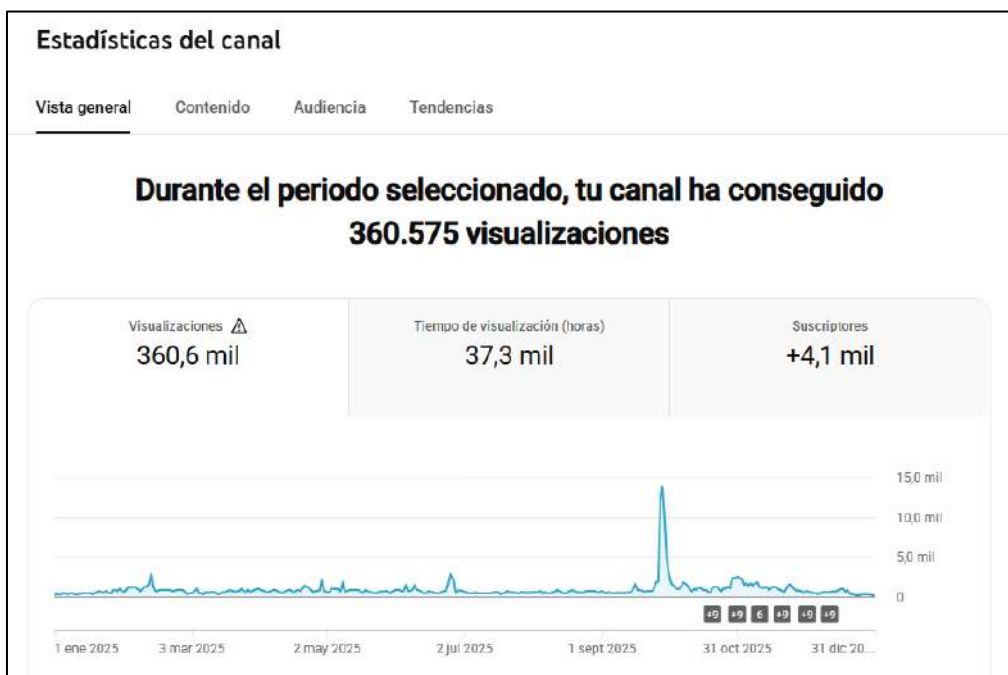 Estadísticas del canal
Vista general Contenido Audiencia Tendencias
Durante el periodo seleccionado, tu canal ha conseguido
360.575 visualizaciones
Visualizaciones
360,6 mil
Tiempo de visualización (horas)
37,3 mil
Suscriptores
+4,1 mil
15,0 mil
10,0 mil
5,0 mil
0
+9 +9 6 +9 +9 +9
1 ene 2025 3 mar 2025 2 may 2025 2 jul 2025 1 sept 2025 31 oct 2025 31 dic 20...